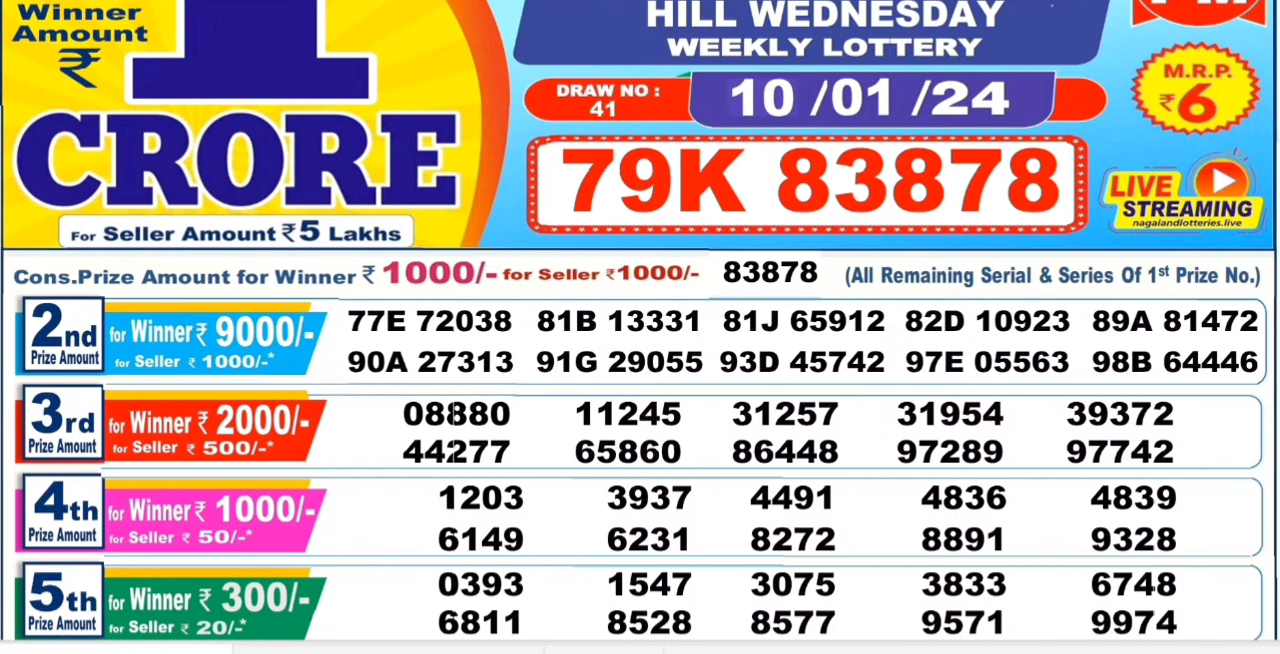 Winner
Amount
₹
1
CRORE
For Seller Amount ₹5 Lakhs
HILL WEDNESDAY
WEEKLY LOTTERY
DRAW NO :
41
10 /01 /24
M.R.P.
₹6
79K 83878
LIVE
STREAMING
nagalandlotteries.live
Cons.Prize Amount for Winner ₹ 1000/- for Seller ₹1000/- 83878 (All Remaining Serial & Series Of 1st Prize No.)
2nd
Prize Amount
for Winner ₹ 9000/-
for Seller ₹ 1000/-*
77E 72038 81B 13331 81J 65912 82D 10923 89A 81472
90A 27313 91G 29055 93D 45742 97E 05563 98B 64446
3rd
Prize Amount
for Winner ₹ 2000/-
for Seller ₹ 500/-*
08880 11245 31257 31954 39372
44277 65860 86448 97289 97742
4th
Prize Amount
for Winner ₹ 1000/-
for Seller ₹ 50/-*
1203 3937 4491 4836 4839
6149 6231 8272 8891 9328
5th
Prize Amount
for Winner ₹ 300/-
for Seller ₹ 20/-*
0393 1547 3075 3833 6748
6811 8528 8577 9571 9974